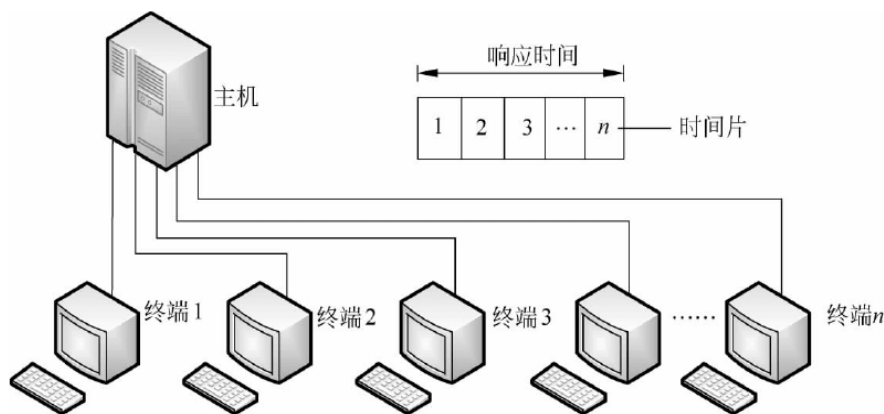 响应时间
主机
1 2 3 … n
时间片
终端1
终端2
终端3
……
终端n